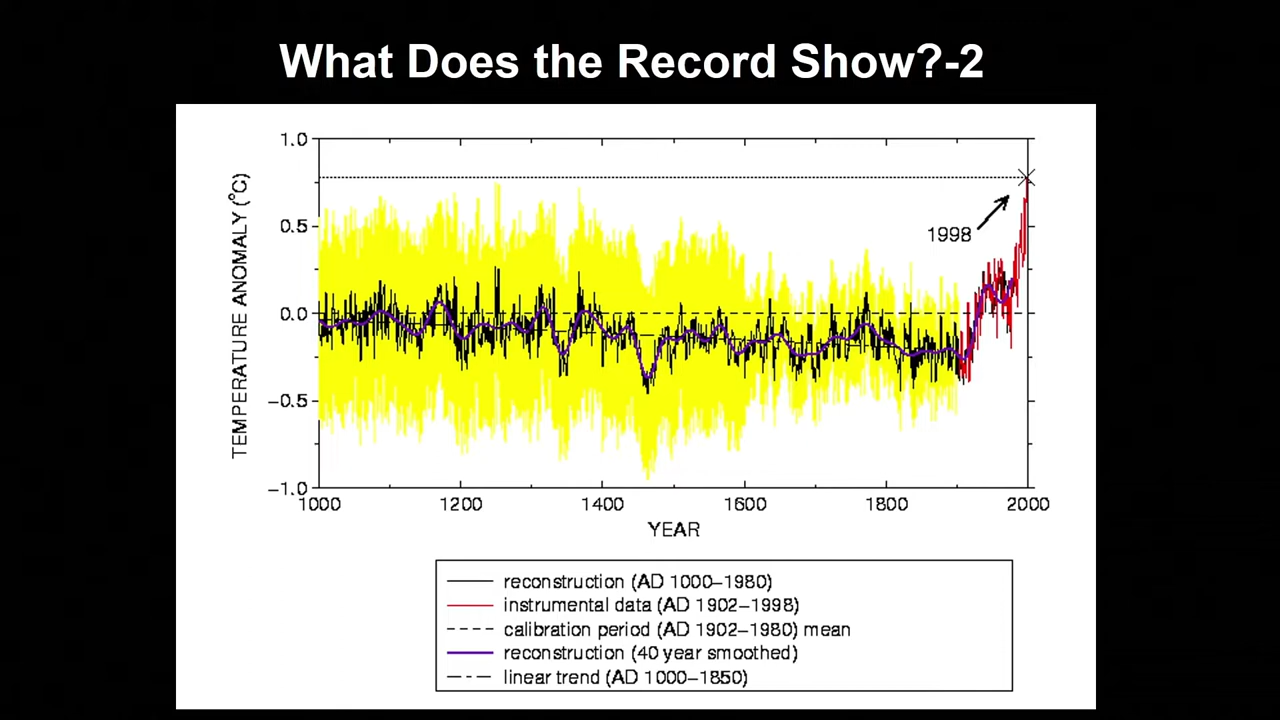 What Does the Record Show?-2
1.0
0.5
0.0
−0.5
−1.0
TEMPERATURE ANOMALY (°C)
1998
1000 1200 1400 1600 1800 2000
YEAR
reconstruction (AD 1000–1980)
instrumental data (AD 1902–1998)
calibration period (AD 1902–1980) mean
reconstruction (40 year smoothed)
linear trend (AD 1000–1850)